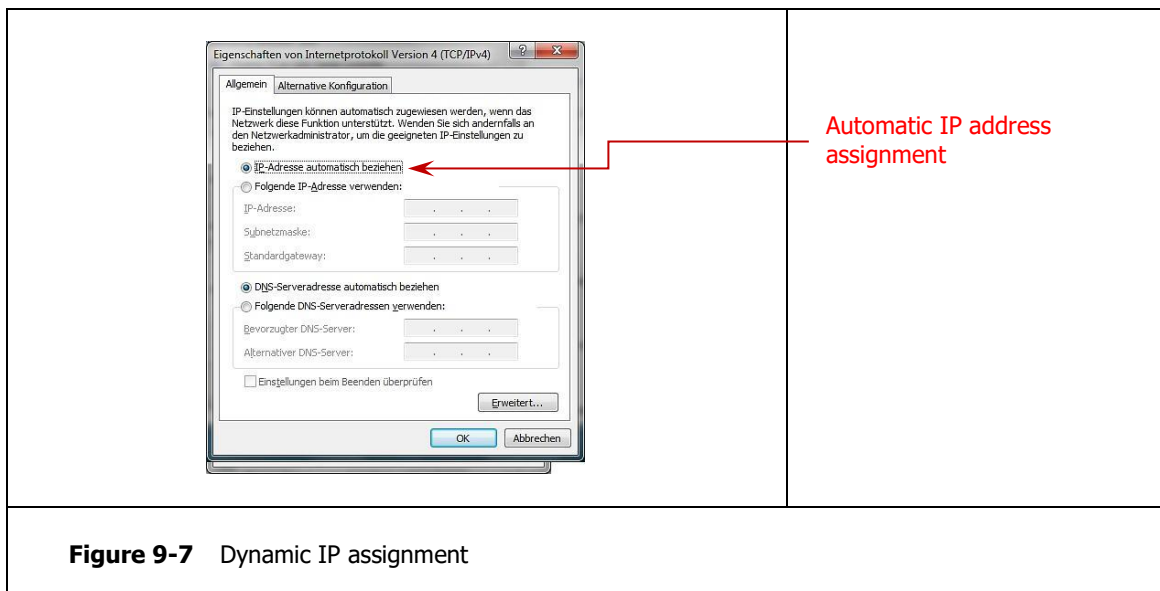 Eigenschaften von Internetprotokoll Version 4 (TCP/IPv4)
Allgemein
Alternative Konfiguration
IP-Einstellungen können automatisch zugewiesen werden, wenn das
Netzwerk diese Funktion unterstützt. Wenden Sie sich andernfalls an
den Netzwerkadministrator, um die geeigneten IP-Einstellungen zu
beziehen.
IP-Adresse automatisch beziehen
Folgende IP-Adresse verwenden:
IP-Adresse:
Subnetzmaske:
Standardgateway:
DNS-Serveradresse automatisch beziehen
Folgende DNS-Serveradressen verwenden:
Bevorzugter DNS-Server:
Alternativer DNS-Server:
Einstellungen beim Beenden überprüfen
Erweitert...
OK
Abbrechen
Automatic IP address
assignment
Figure 9-7 Dynamic IP assignment